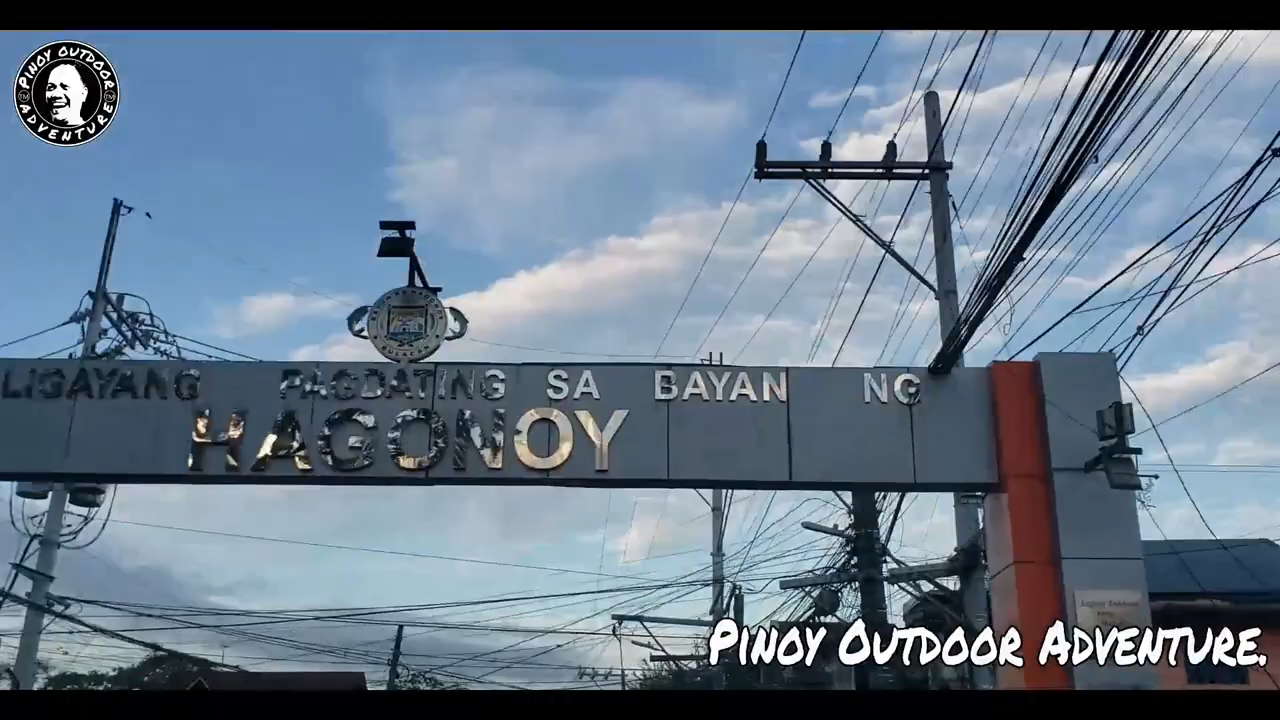 PINOY OUTDOOR
ADVENTURE
LIGAYANG PAGDATING SA BAYAN NG
HAGONOY
PINOY OUTDOOR ADVENTURE.